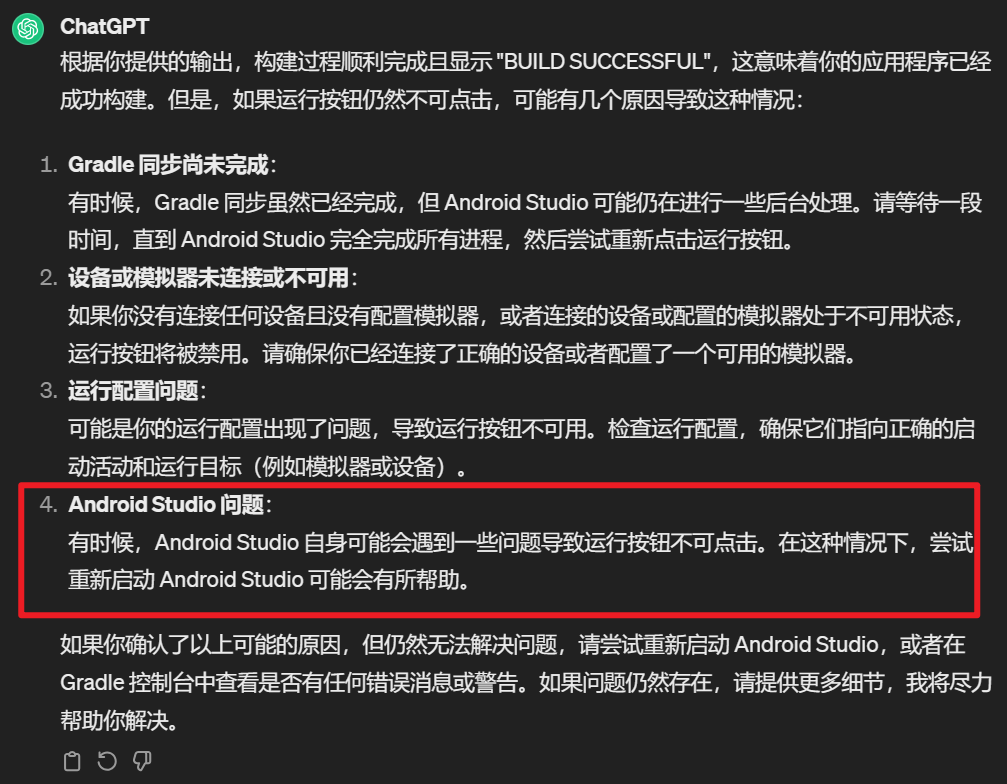 ChatGPT
根据你提供的输出，构建过程顺利完成且显示 "BUILD SUCCESSFUL"，这意味着你的应用程序已经
成功构建。但是，如果运行按钮仍然不可点击，可能有几个原因导致这种情况：
1. Gradle 同步尚未完成：
有时候，Gradle 同步虽然已经完成，但 Android Studio 可能仍在进行一些后台处理。请等待一段
时间，直到 Android Studio 完全完成所有进程，然后尝试重新点击运行按钮。
2. 设备或模拟器未连接或不可用：
如果你没有连接任何设备且没有配置模拟器，或者连接的设备或配置的模拟器处于不可用状态，
运行按钮将被禁用。请确保你已经连接了正确的设备或者配置了一个可用的模拟器。
3. 运行配置问题：
可能是你的运行配置出现了问题，导致运行按钮不可用。检查运行配置，确保它们指向正确的启
动活动和运行目标（例如模拟器或设备）。
4. Android Studio 问题：
有时候，Android Studio 自身可能会遇到一些问题导致运行按钮不可点击。在这种情况下，尝试
重新启动 Android Studio 可能会有所帮助。
如果你确认了以上可能的原因，但仍然无法解决问题，请尝试重新启动 Android Studio，或者在
Gradle 控制台中查看是否有任何错误消息或警告。如果问题仍然存在，请提供更多细节，我将尽力
帮助你解决。